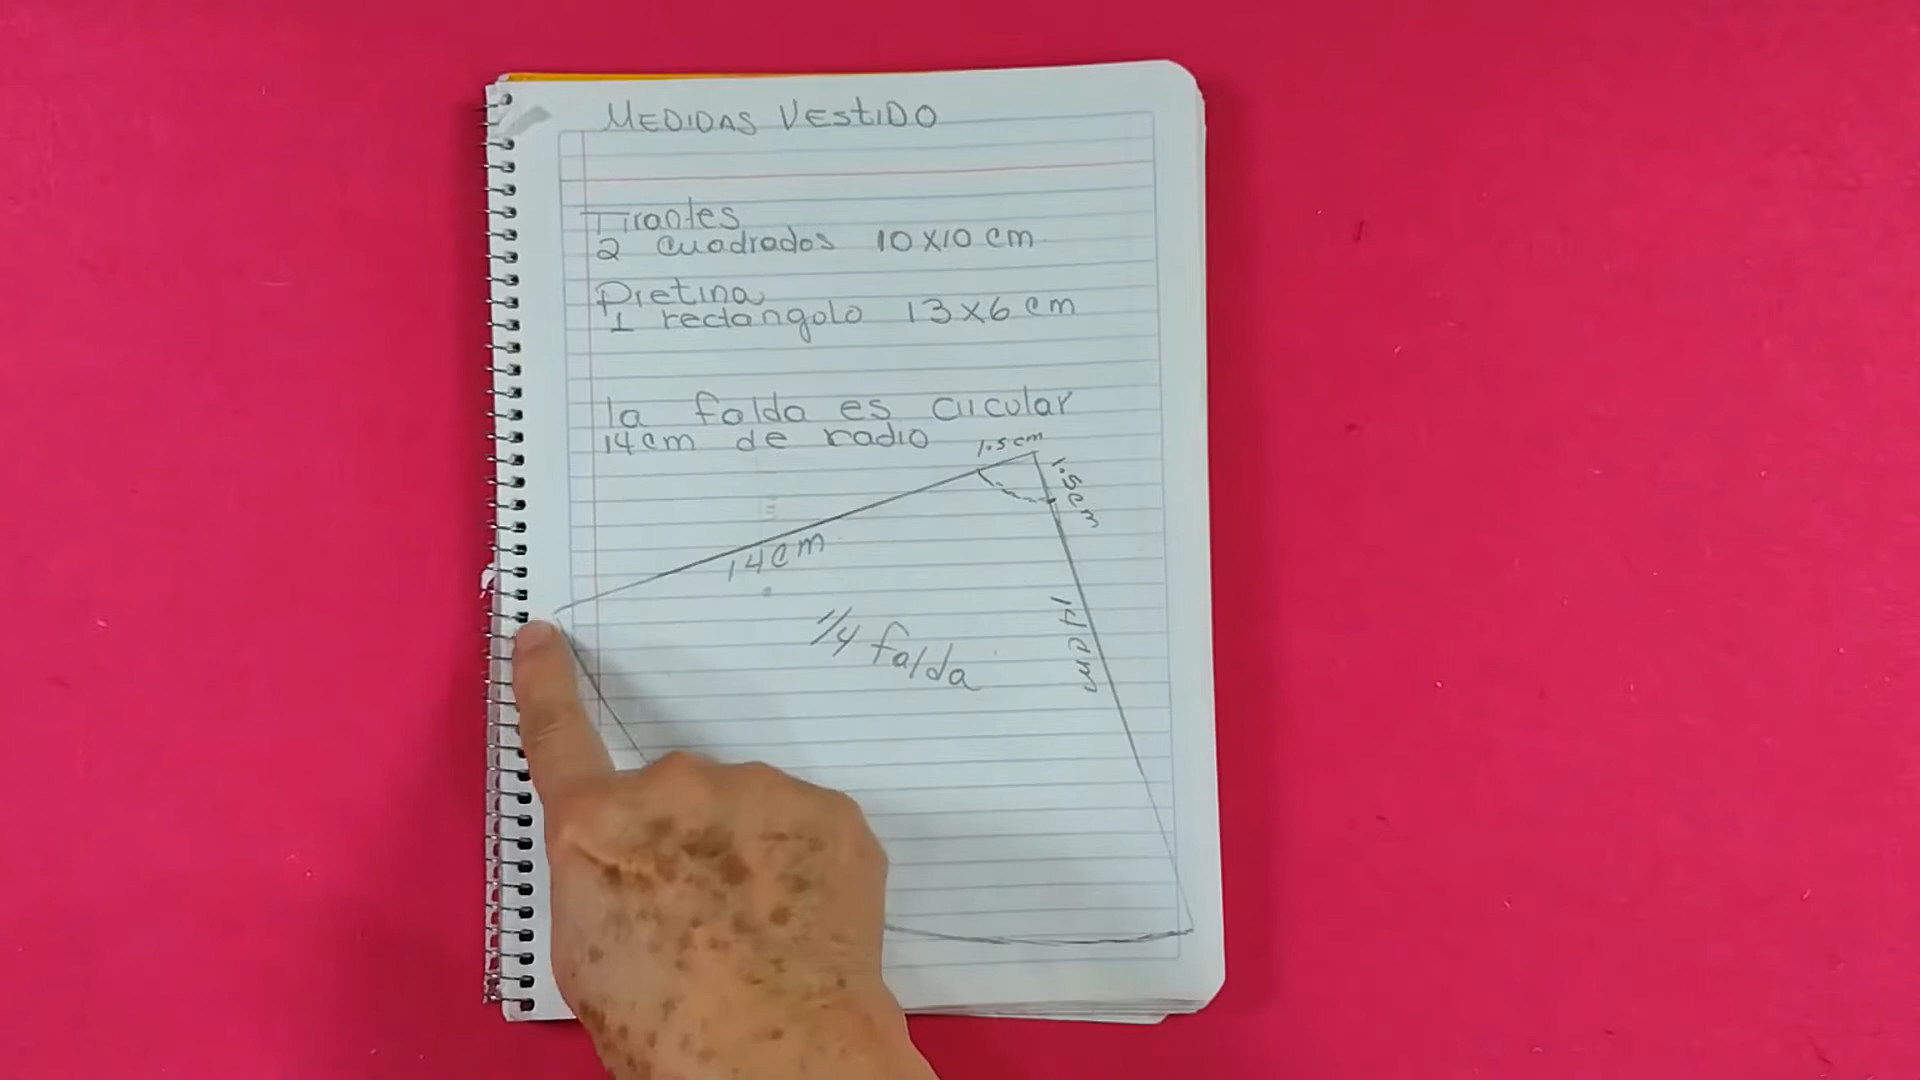 MEDIDAS VESTIDO
Tirantes
2 cuadrados 10x10 cm
Pretina
1 rectangolo 13x6 cm
la falda es circular
14cm de radio
1.5cm
1.5cm
14cm
14cm
1/4 falda